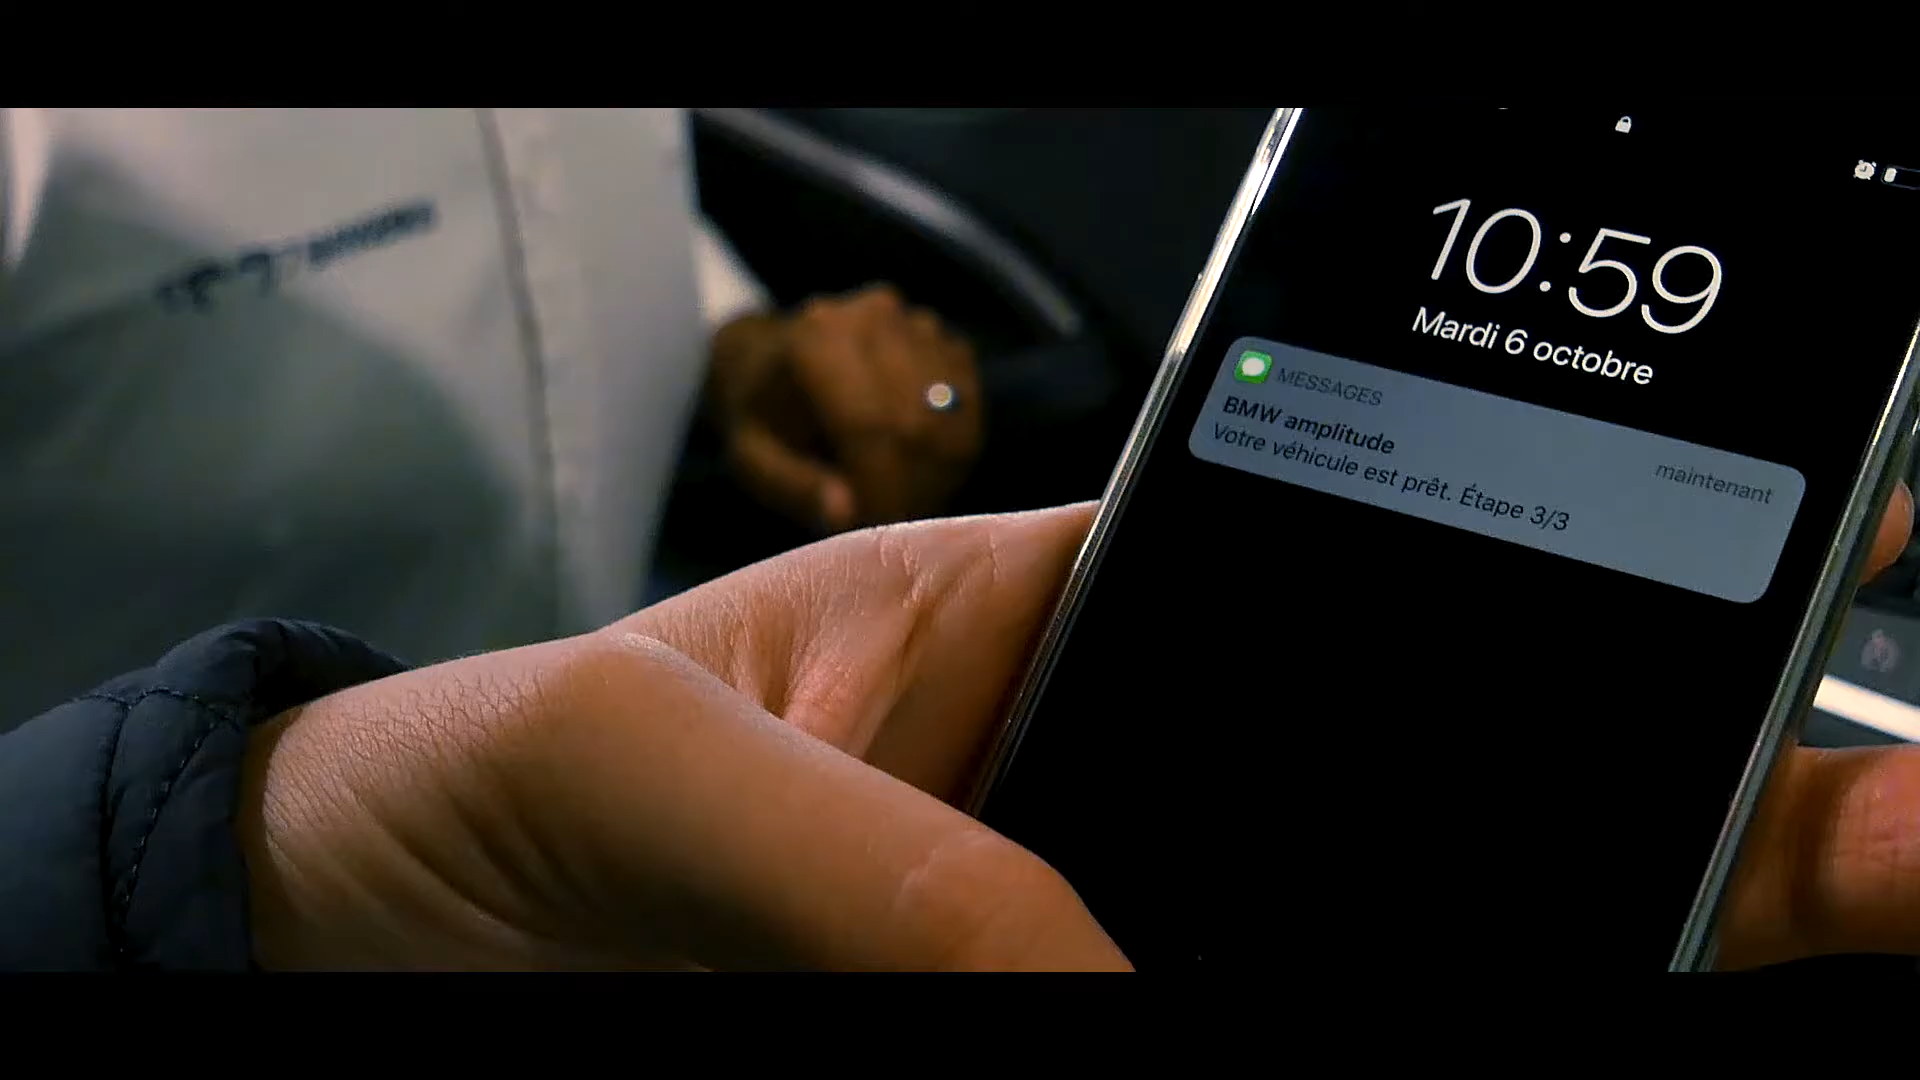 10:59
Mardi 6 octobre
MESSAGES
maintenant
BMW amplitude
Votre véhicule est prêt. Étape 3/3